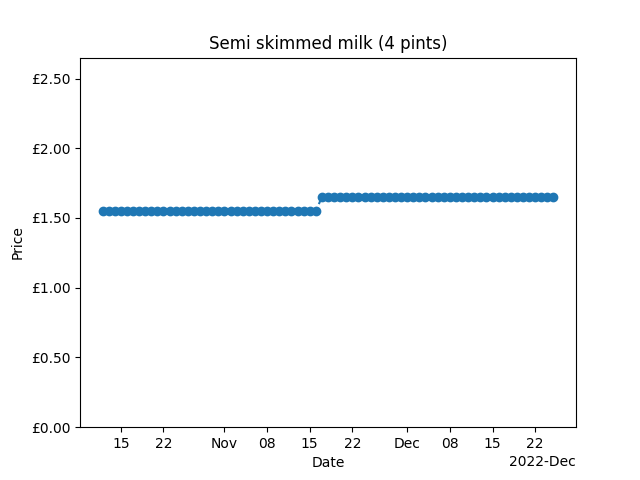 Semi skimmed milk (4 pints)
£2.50
£2.00
£1.50
£1.00
£0.50
£0.00
Price
15 22 Nov 08 15 22 Dec 08 15 22
Date
2022-Dec